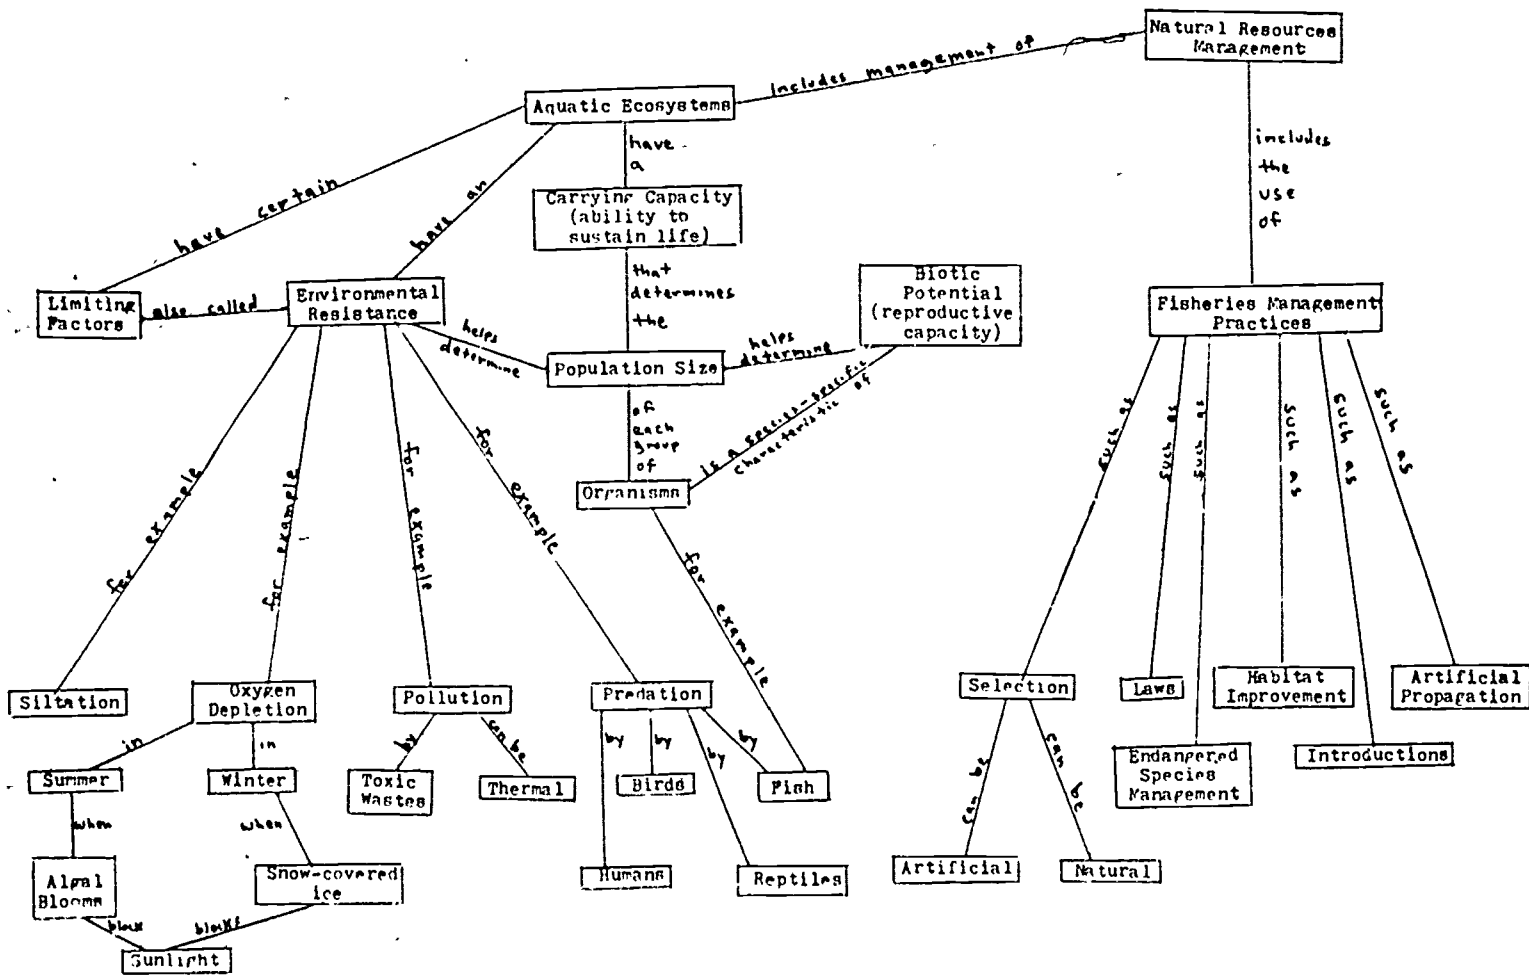 Natural Resources
Management
includes management of
Aquatic Ecosystems
includes
the
use
of
have
a
have certain
have an
Carrying Capacity
(ability to
sustain life)
that
determines
the
Biotic
Potential
(reproductive
capacity)
Limiting
Factors
also called
Environmental
Resistance
Fisheries Management
Practices
helps
determine
Population Size
helps
determine
of
each
group
of
is a species-specific
characteristic of
Organisms
such as
such as
such as
such as
such as
such as
for example
for example
for example
for example
for example
Siltation
Oxygen
Depletion
Pollution
Predation
Selection
Laws
Habitat
Improvement
Artificial
Propagation
in
in
by
can be
by
by
by
by
can be
can be
Endangered
Species
Management
Introductions
Summer
Winter
Toxic
Wastes
Thermal
Birds
Fish
when
when
Algal
Blooms
Snow-covered
ice
Humans
Reptiles
Artificial
Natural
block
blocks
Sunlight